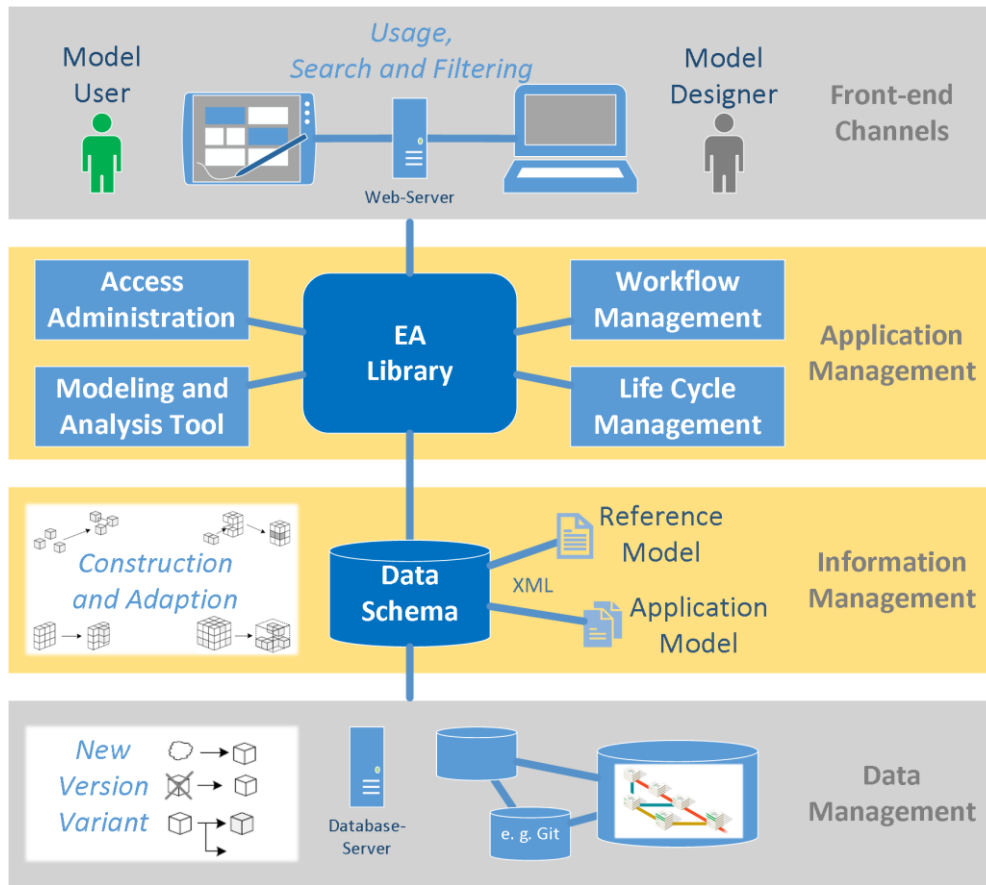 Usage,
Search and Filtering
Model
User
Model
Designer
Web-Server
Front-end
Channels
Access
Administration
Modeling and
Analysis Tool
EA
Library
Workflow
Management
Life Cycle
Management
Application
Management
Construction
and Adaption
Data
Schema
XML
Reference
Model
Application
Model
Information
Management
New
Version
Variant
Database-
Server
e. g. Git
Data
Management